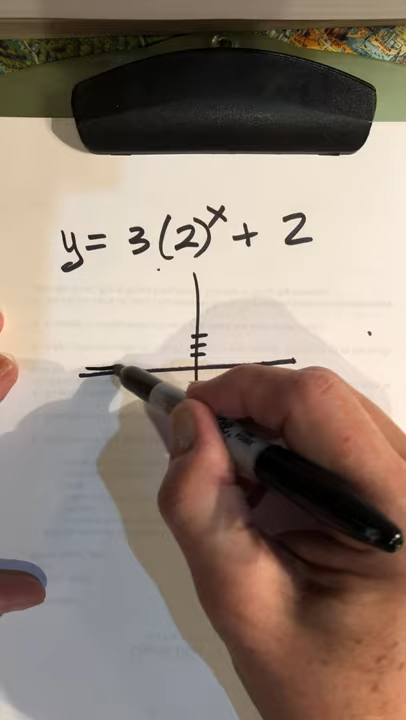 y = 3(2)^x + 2